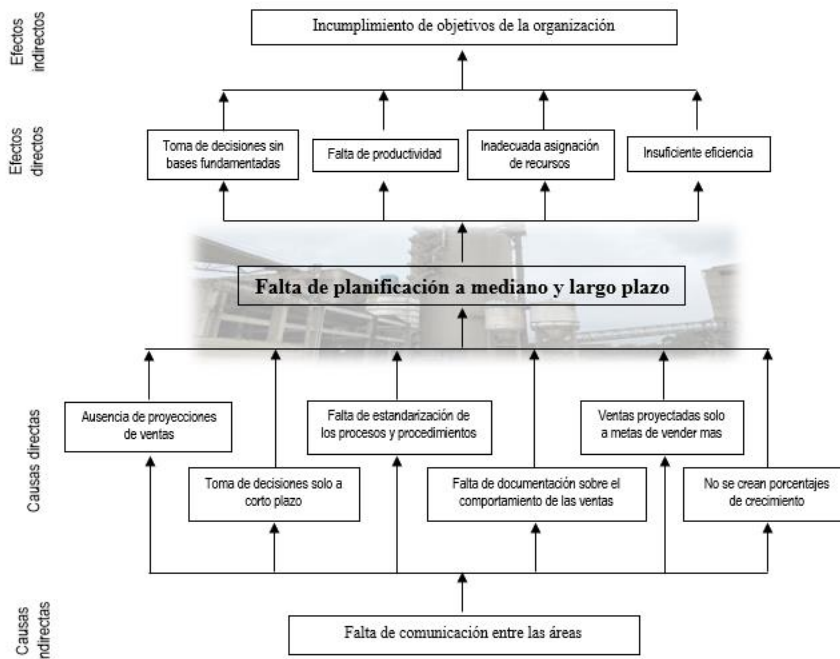 Efectos
indirectos
Incumplimiento de objetivos de la organización
Efectos
directos
Toma de decisiones sin
bases fundamentadas
Falta de productividad
Inadecuada asignación
de recursos
Insuficiente eficiencia
Falta de planificación a mediano y largo plazo
Causas directas
Ausencia de proyecciones
de ventas
Falta de estandarización de
los procesos y procedimientos
Ventas proyectadas solo
a metas de vender mas
Toma de decisiones solo a
corto plazo
Falta de documentación sobre el
comportamiento de las ventas
No se crean porcentajes
de crecimiento
Causas
ndirectas
Falta de comunicación entre las áreas